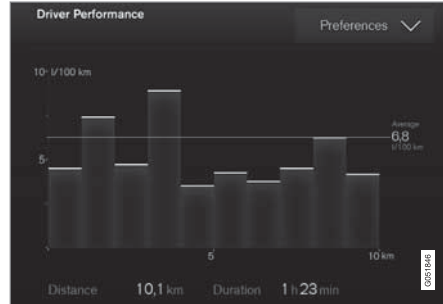 Driver Performance
Preferences
10- l/100 km
Average
6,8
l/100 km
5-
5
10 km
Distance 10,1 km Duration 1 h 23 min
G051846